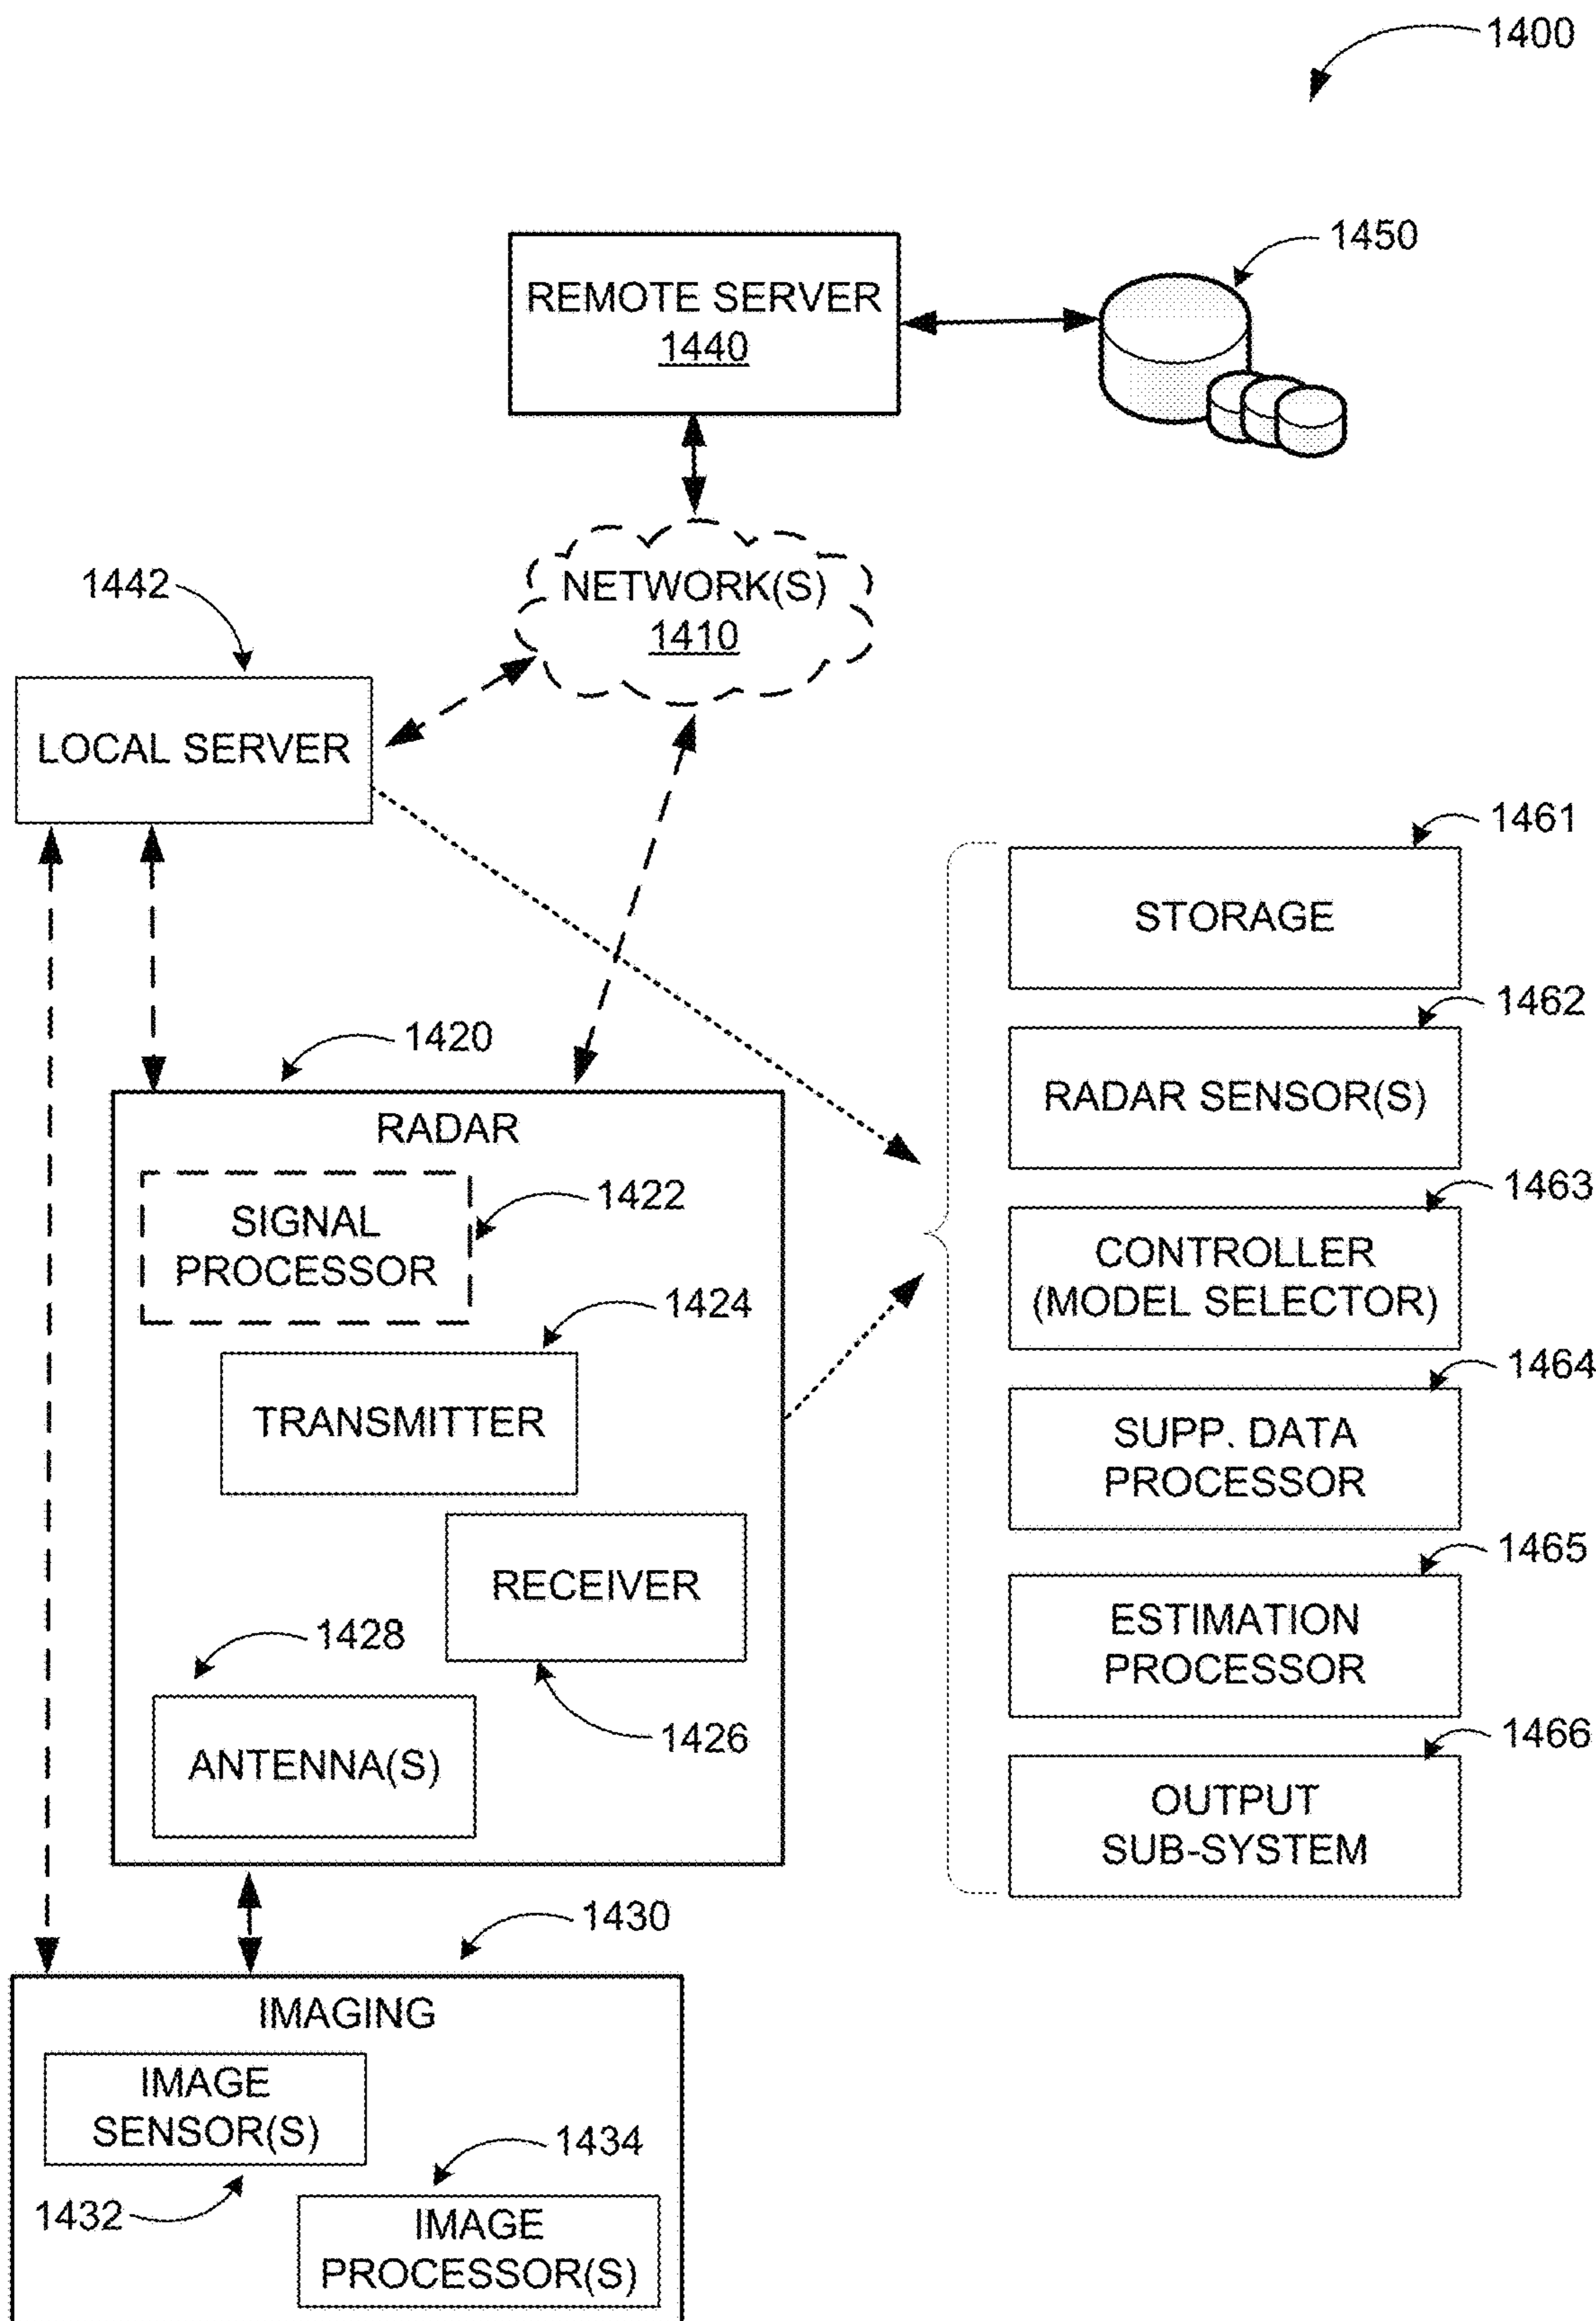 1400
1450
REMOTE SERVER
1440
NETWORK(S)
1410
1442
LOCAL SERVER
1461
STORAGE
1462
RADAR SENSOR(S)
1463
CONTROLLER
(MODEL SELECTOR)
1464
SUPP. DATA
PROCESSOR
1465
ESTIMATION
PROCESSOR
1466
OUTPUT
SUB-SYSTEM
1420
RADAR
SIGNAL
PROCESSOR
1422
1424
TRANSMITTER
RECEIVER
1426
1428
ANTENNA(S)
1430
IMAGING
IMAGE
SENSOR(S)
1432
1434
IMAGE
PROCESSOR(S)